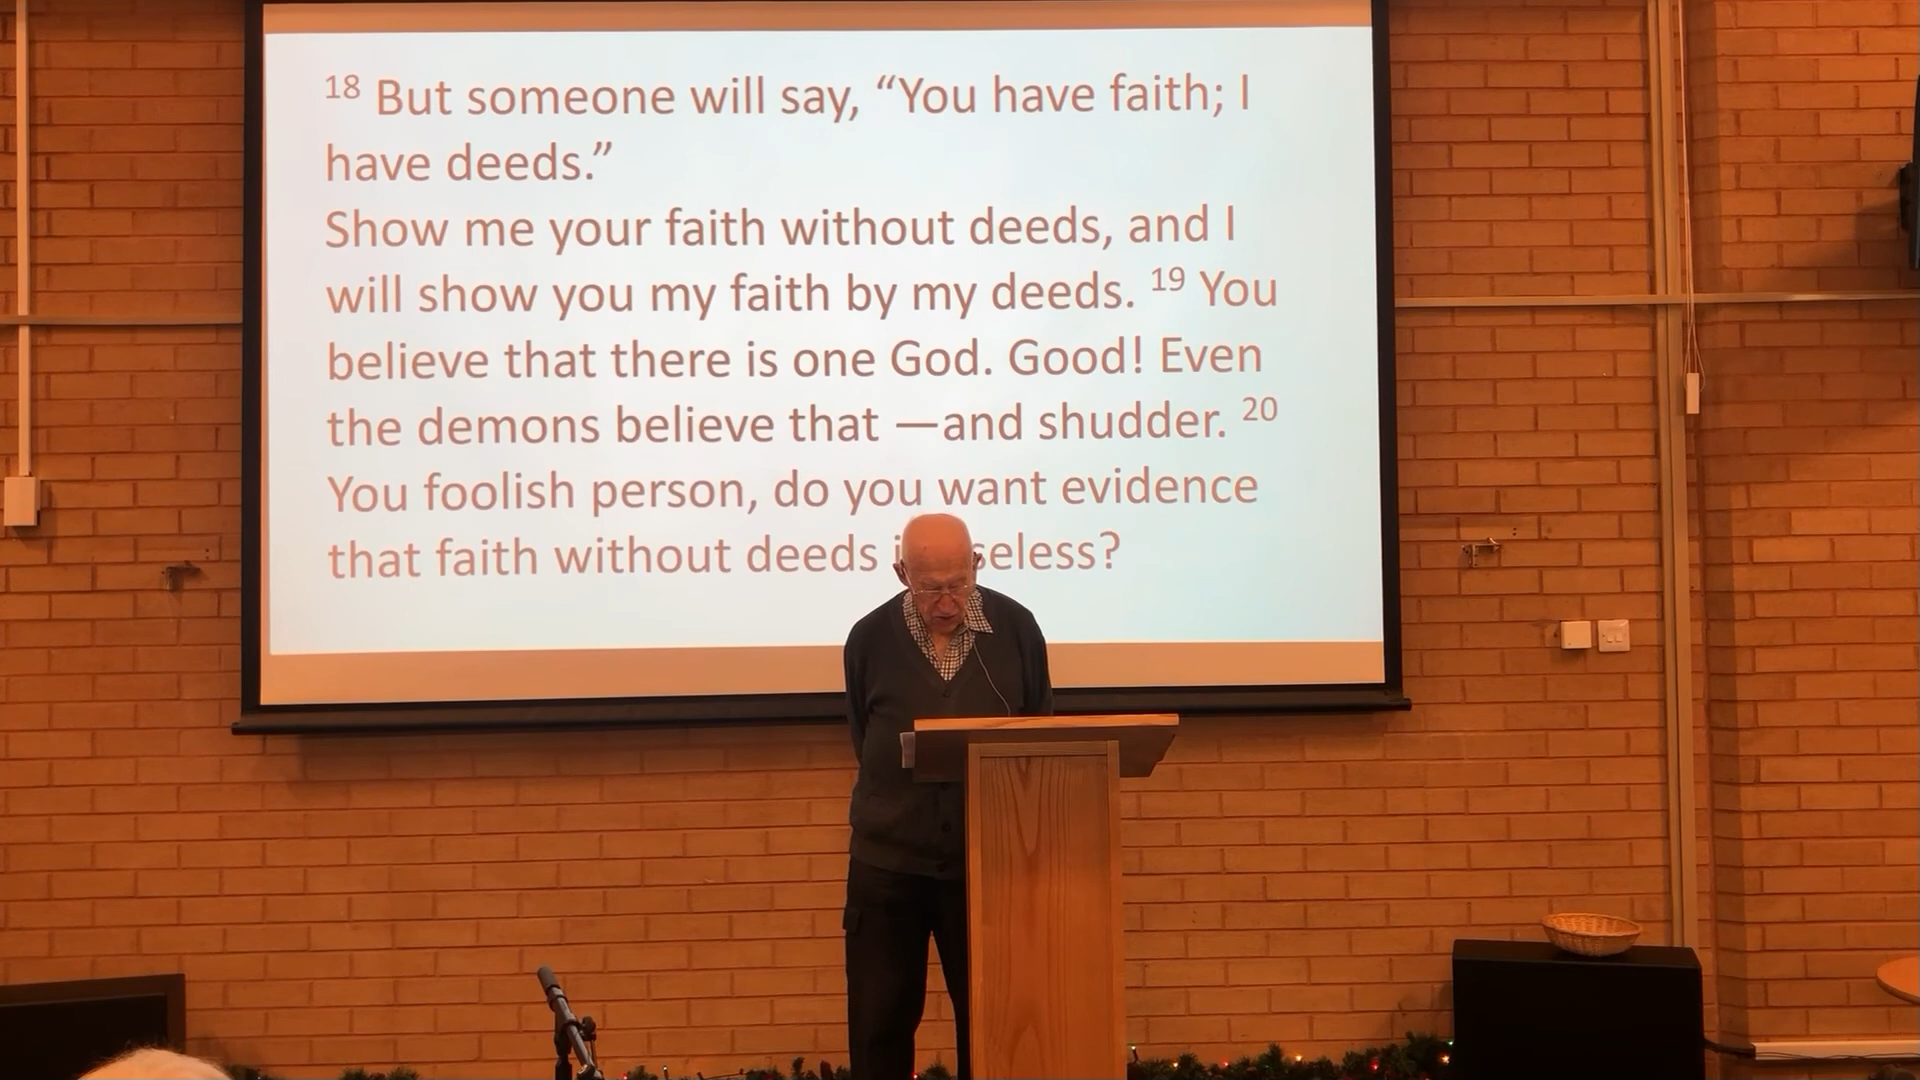 18 But someone will say, “You have faith; I
have deeds.”
Show me your faith without deeds, and I
will show you my faith by my deeds. 19 You
believe that there is one God. Good! Even
the demons believe that —and shudder. 20
You foolish person, do you want evidence
that faith without deeds